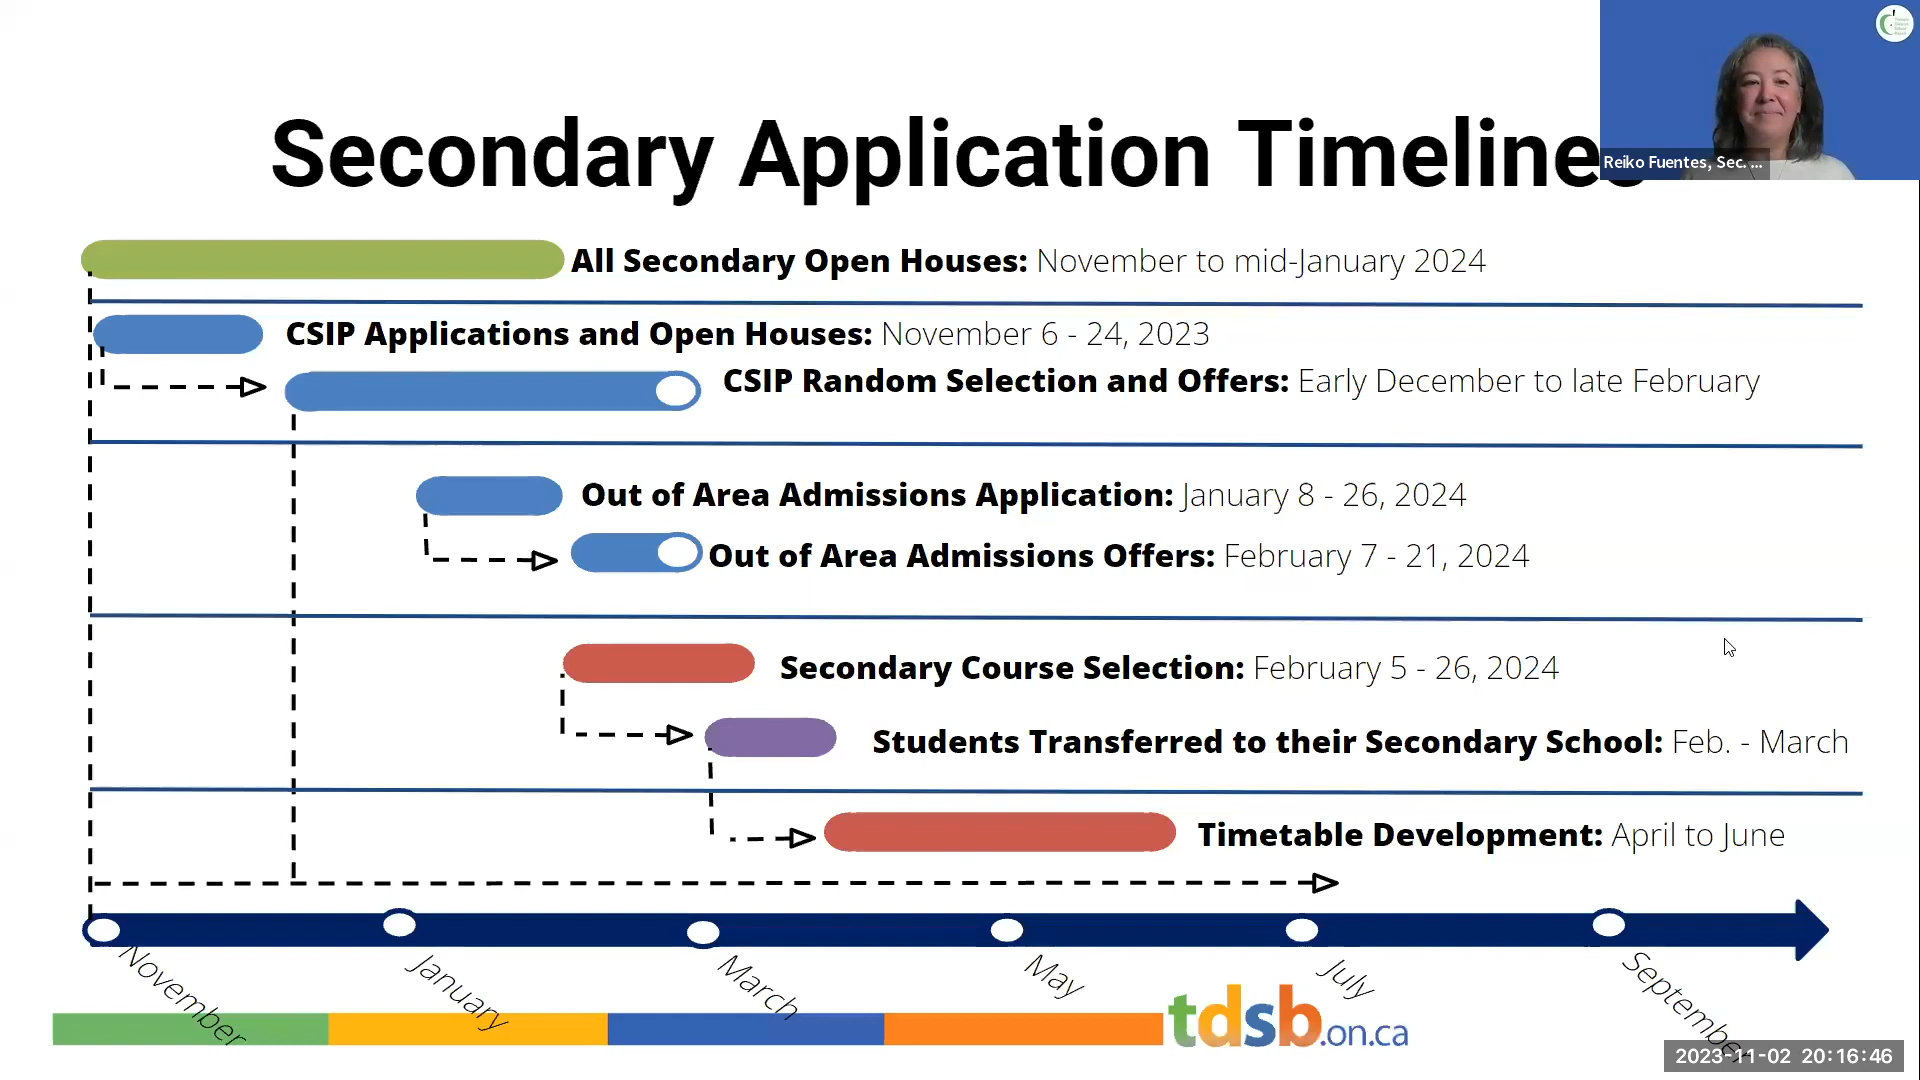 Secondary Application Timeline
Reiko Fuentes, Sec. ...
All Secondary Open Houses: November to mid-January 2024
CSIP Applications and Open Houses: November 6 - 24, 2023
CSIP Random Selection and Offers: Early December to late February
Out of Area Admissions Application: January 8 - 26, 2024
Out of Area Admissions Offers: February 7 - 21, 2024
Secondary Course Selection: February 5 - 26, 2024
Students Transferred to their Secondary School: Feb. - March
Timetable Development: April to June
November
January
March
May
July
September
tdsb.on.ca
2023-11-02 20:16:46